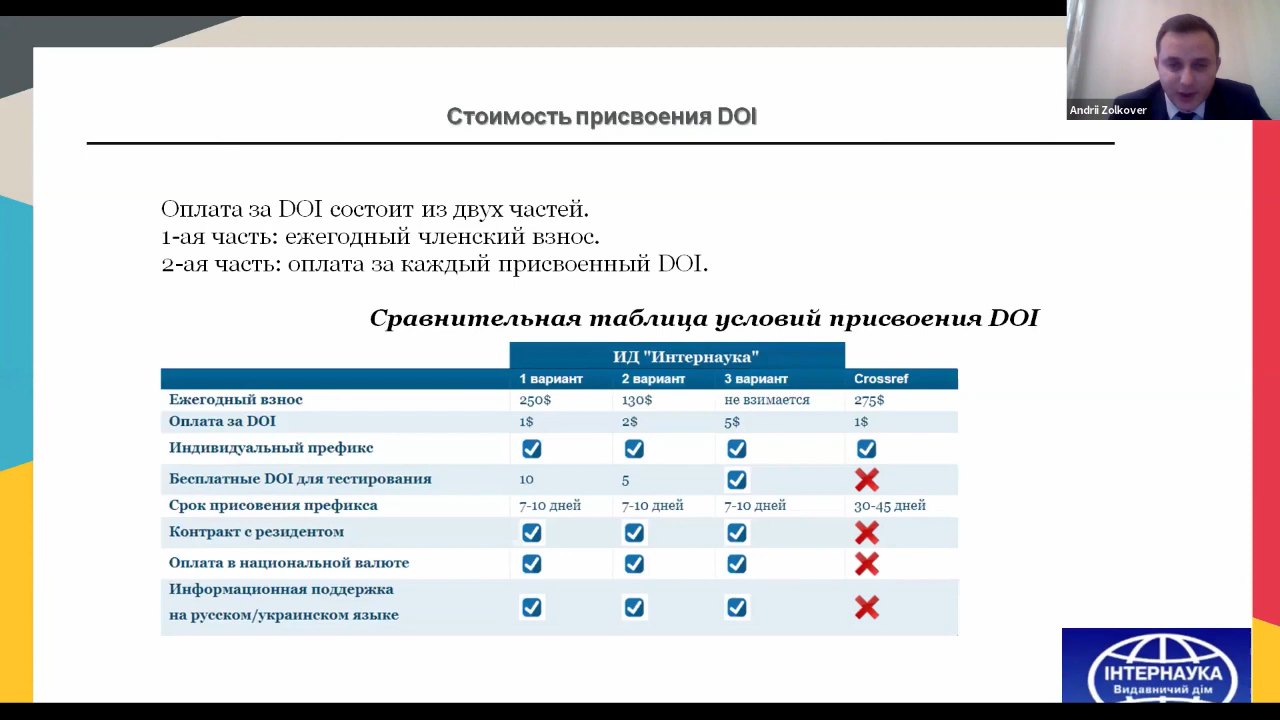 Andrii Zolkover
Стоимость присвоения DOI
Оплата за DOI состоит из двух частей.
1-ая часть: ежегодный членский взнос.
2-ая часть: оплата за каждый присвоенный DOI.
Сравнительная таблица условий присвоения DOI
ИД "Интернаука"
1 вариант 2 вариант 3 вариант Crossref
Ежегодный взнос 250$ 130$ не взимается 275$
Оплата за DOI 1$ 2$ 5$ 1$
Индивидуальный префикс
Бесплатные DOI для тестирования 10 5
Срок присовения префикса 7-10 дней 7-10 дней 7-10 дней 30-45 дней
Контракт с резидентом
Оплата в национальной валюте
Информационная поддержка
на русском/украинском языке
ІНТЕРНАУКА
Видавничий дім